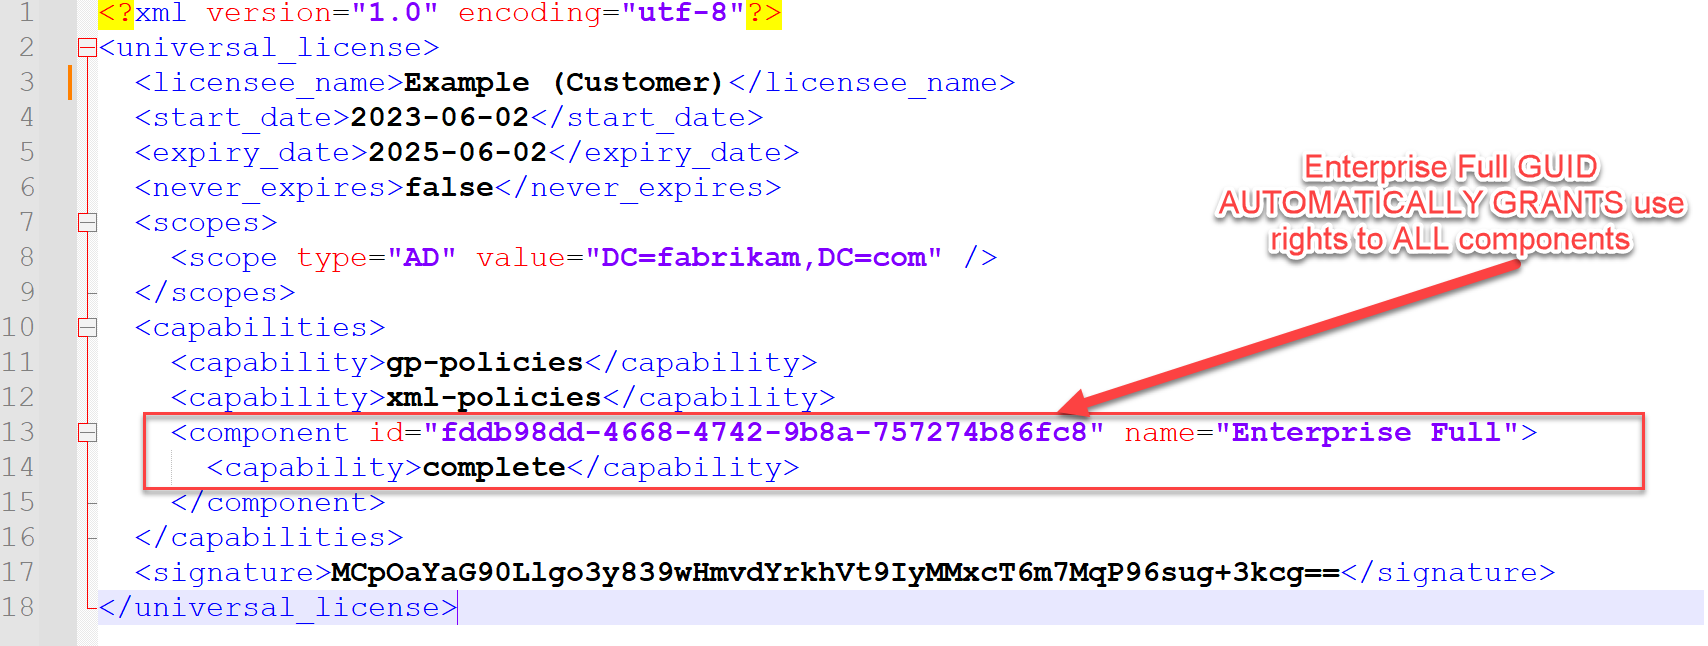 1 <?xml version="1.0" encoding="utf-8"?>
2 <universal_license>
3 <licensee_name>Example (Customer)</licensee_name>
4 <start_date>2023-06-02</start_date>
5 <expiry_date>2025-06-02</expiry_date>
6 <never_expires>false</never_expires>
7 <scopes>
8 <scope type="AD" value="DC=fabrikam,DC=com" />
9 </scopes>
10 <capabilities>
11 <capability>gp-policies</capability>
12 <capability>xml-policies</capability>
13 <component id="fddb98dd-4668-4742-9b8a-757274b86fc8" name="Enterprise Full">
14 <capability>complete</capability>
15 </component>
16 </capabilities>
17 <signature>MCpOaYaG90Llgo3y839wHmvdYrkhVt9IyMMxcT6m7MqP96sug+3kcg==</signature>
18 </universal_license>
Enterprise Full GUID
AUTOMATICALLY GRANTS use
rights to ALL components